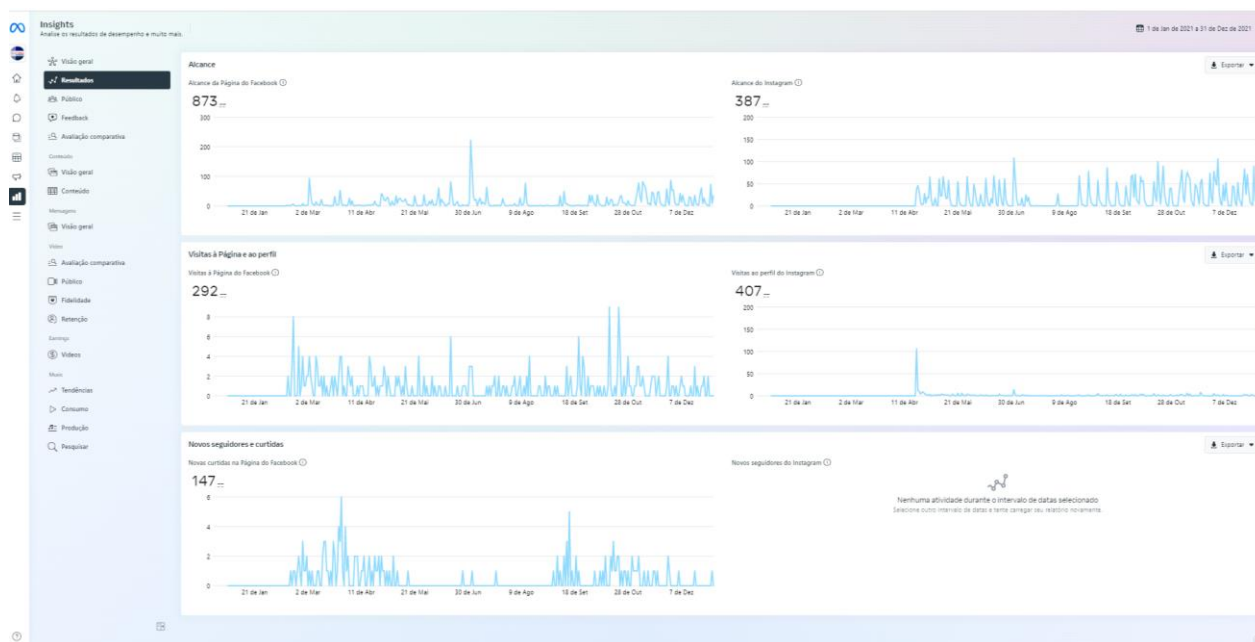 Insights
Analise os resultados de desempenho e muito mais.
1 de Jan de 2021 a 31 de Dez de 2021
Visão geral
Resultados
Público
Feedback
Avaliação comparativa
Conteúdo
Visão geral
Conteúdo
Mensagens
Visão geral
Vídeo
Avaliação comparativa
Público
Fidelidade
Retenção
Earnings
Vídeos
Mais
Tendências
Consumo
Produção
Pesquisar
Alcance
Exportar
Alcance da Página do Facebook
873
300
200
100
0
21 de Jan 2 de Mar 11 de Abr 21 de Mai 30 de Jun 9 de Ago 18 de Set 28 de Out 7 de Dez
Alcance do Instagram
387
200
150
100
50
0
21 de Jan 2 de Mar 11 de Abr 21 de Mai 30 de Jun 9 de Ago 18 de Set 28 de Out 7 de Dez
Visitas à Página e ao perfil
Exportar
Visitas à Página do Facebook
292
8
6
4
2
0
21 de Jan 2 de Mar 11 de Abr 21 de Mai 30 de Jun 9 de Ago 18 de Set 28 de Out 7 de Dez
Visitas ao perfil do Instagram
407
200
150
100
50
0
21 de Jan 2 de Mar 11 de Abr 21 de Mai 30 de Jun 9 de Ago 18 de Set 28 de Out 7 de Dez
Novos seguidores e curtidas
Exportar
Novas curtidas na Página do Facebook
147
6
4
2
0
21 de Jan 2 de Mar 11 de Abr 21 de Mai 30 de Jun 9 de Ago 18 de Set 28 de Out 7 de Dez
Novos seguidores do Instagram
Nenhuma atividade durante o intervalo de datas selecionado
Selecione outro intervalo de datas e tente carregar seu relatório novamente.